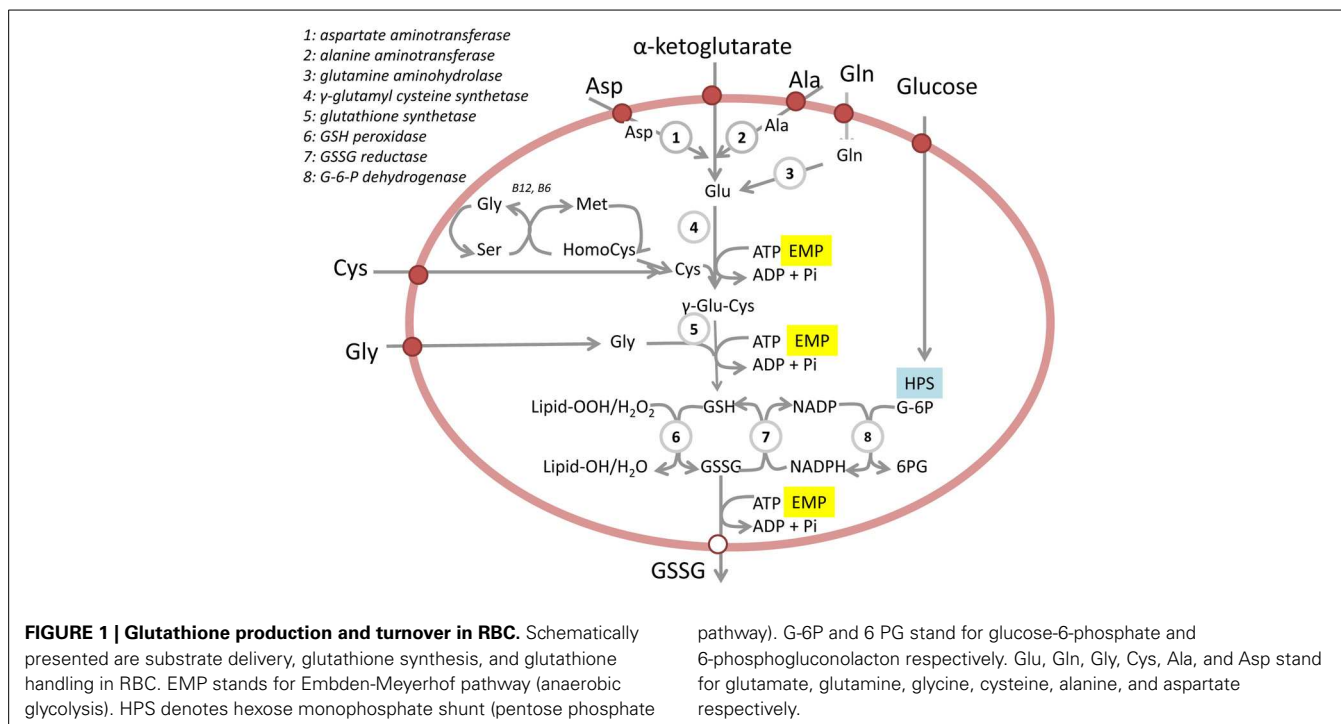 1: aspartate aminotransferase
2: alanine aminotransferase
3: glutamine aminohydrolase
4: γ-glutamyl cysteine synthetase
5: glutathione synthetase
6: GSH peroxidase
7: GSSG reductase
8: G-6-P dehydrogenase
α-ketoglutarate
Asp
Ala
Gln
Glucose
Asp
1
2
Ala
Gln
3
Glu
B12, B6
Gly
Met
4
Ser
HomoCys
ATP EMP
Cys
Cys
ADP + Pi
γ-Glu-Cys
5
Gly
Gly
ATP EMP
ADP + Pi
HPS
Lipid-OOH/H₂O₂
GSH
NADP
G-6P
6
7
8
Lipid-OH/H₂O
GSSG
NADPH
6PG
ATP EMP
ADP + Pi
GSSG
FIGURE 1 | Glutathione production and turnover in RBC. Schematically
presented are substrate delivery, glutathione synthesis, and glutathione
handling in RBC. EMP stands for Embden-Meyerhof pathway (anaerobic
glycolysis). HPS denotes hexose monophosphate shunt (pentose phosphate
pathway). G-6P and 6 PG stand for glucose-6-phosphate and
6-phosphogluconolacton respectively. Glu, Gln, Gly, Cys, Ala, and Asp stand
for glutamate, glutamine, glycine, cysteine, alanine, and aspartate
respectively.